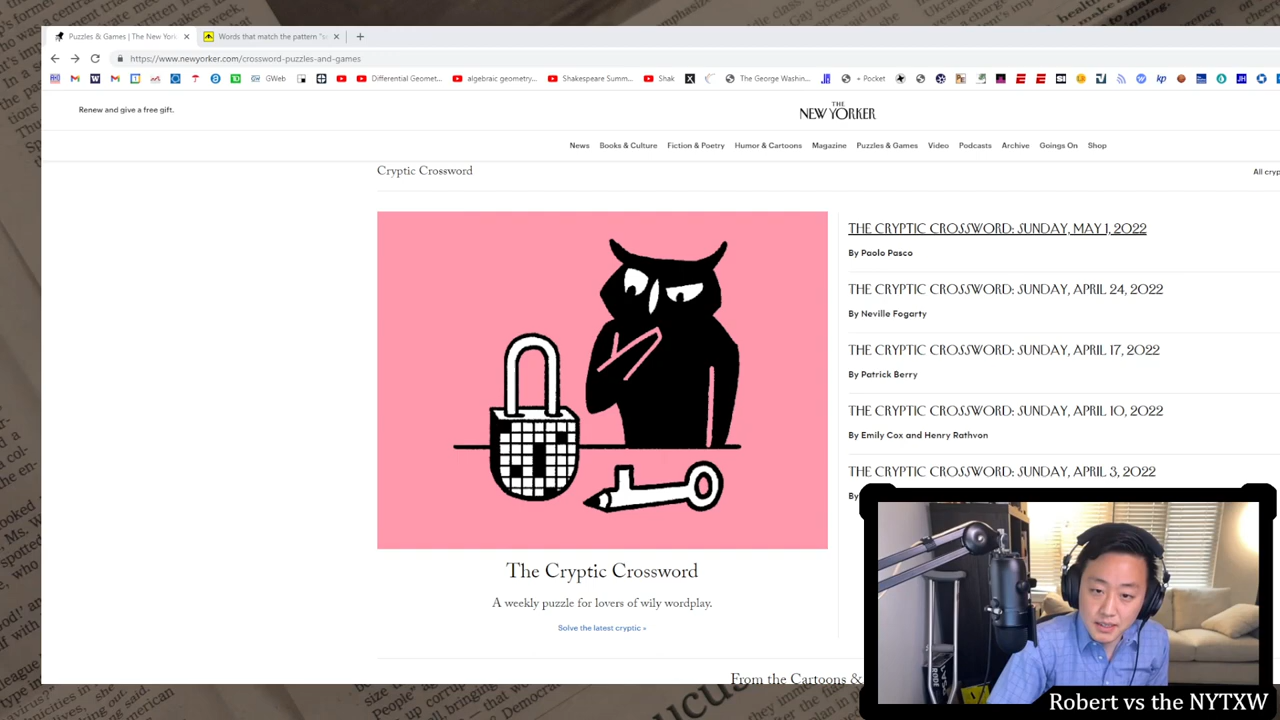 Puzzles & Games | The New York
Words that match the pattern "s
https://www.newyorker.com/crossword-puzzles-and-games
GWeb
Differential Geomet...
algebraic geometry...
Shakespeare Summ...
Shak
The George Washin...
+ Pocket
Renew and give a free gift.
THE
NEW YORKER
News
Books & Culture
Fiction & Poetry
Humor & Cartoons
Magazine
Puzzles & Games
Video
Podcasts
Archive
Goings On
Shop
Cryptic Crossword
All cryp
THE CRYPTIC CROSSWORD: SUNDAY, MAY 1, 2022
By Paolo Pasco
THE CRYPTIC CROSSWORD: SUNDAY, APRIL 24, 2022
By Neville Fogarty
THE CRYPTIC CROSSWORD: SUNDAY, APRIL 17, 2022
By Patrick Berry
THE CRYPTIC CROSSWORD: SUNDAY, APRIL 10, 2022
By Emily Cox and Henry Rathvon
THE CRYPTIC CROSSWORD: SUNDAY, APRIL 3, 2022
By
The Cryptic Crossword
A weekly puzzle for lovers of wily wordplay.
Solve the latest cryptic »
From the Cartoons &
RODE
Robert vs the NYTXW